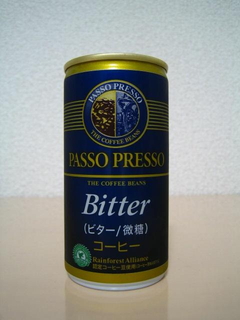 PASSO PRESSO
THE COFFEE BEANS
PASSO PRESSO
THE COFFEE BEANS
Bitter
(ビター/微糖)
コーヒー
Rainforest Alliance